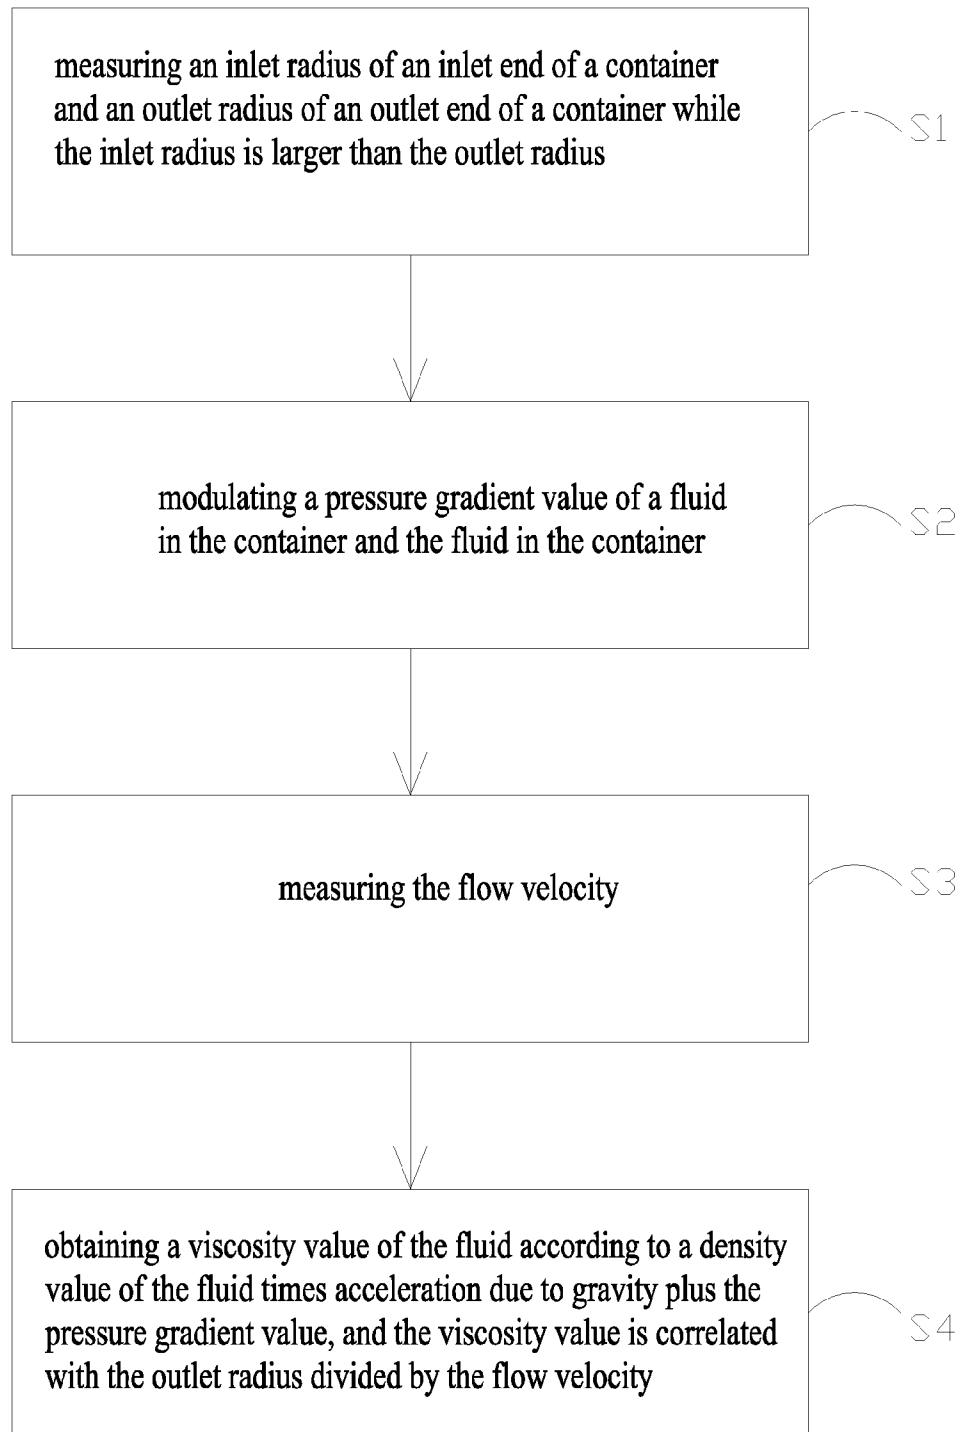 measuring an inlet radius of an inlet end of a container
and an outlet radius of an outlet end of a container while
the inlet radius is larger than the outlet radius
S1
modulating a pressure gradient value of a fluid
in the container and the fluid in the container
S2
measuring the flow velocity
S3
obtaining a viscosity value of the fluid according to a density
value of the fluid times acceleration due to gravity plus the
pressure gradient value, and the viscosity value is correlated
with the outlet radius divided by the flow velocity
S4